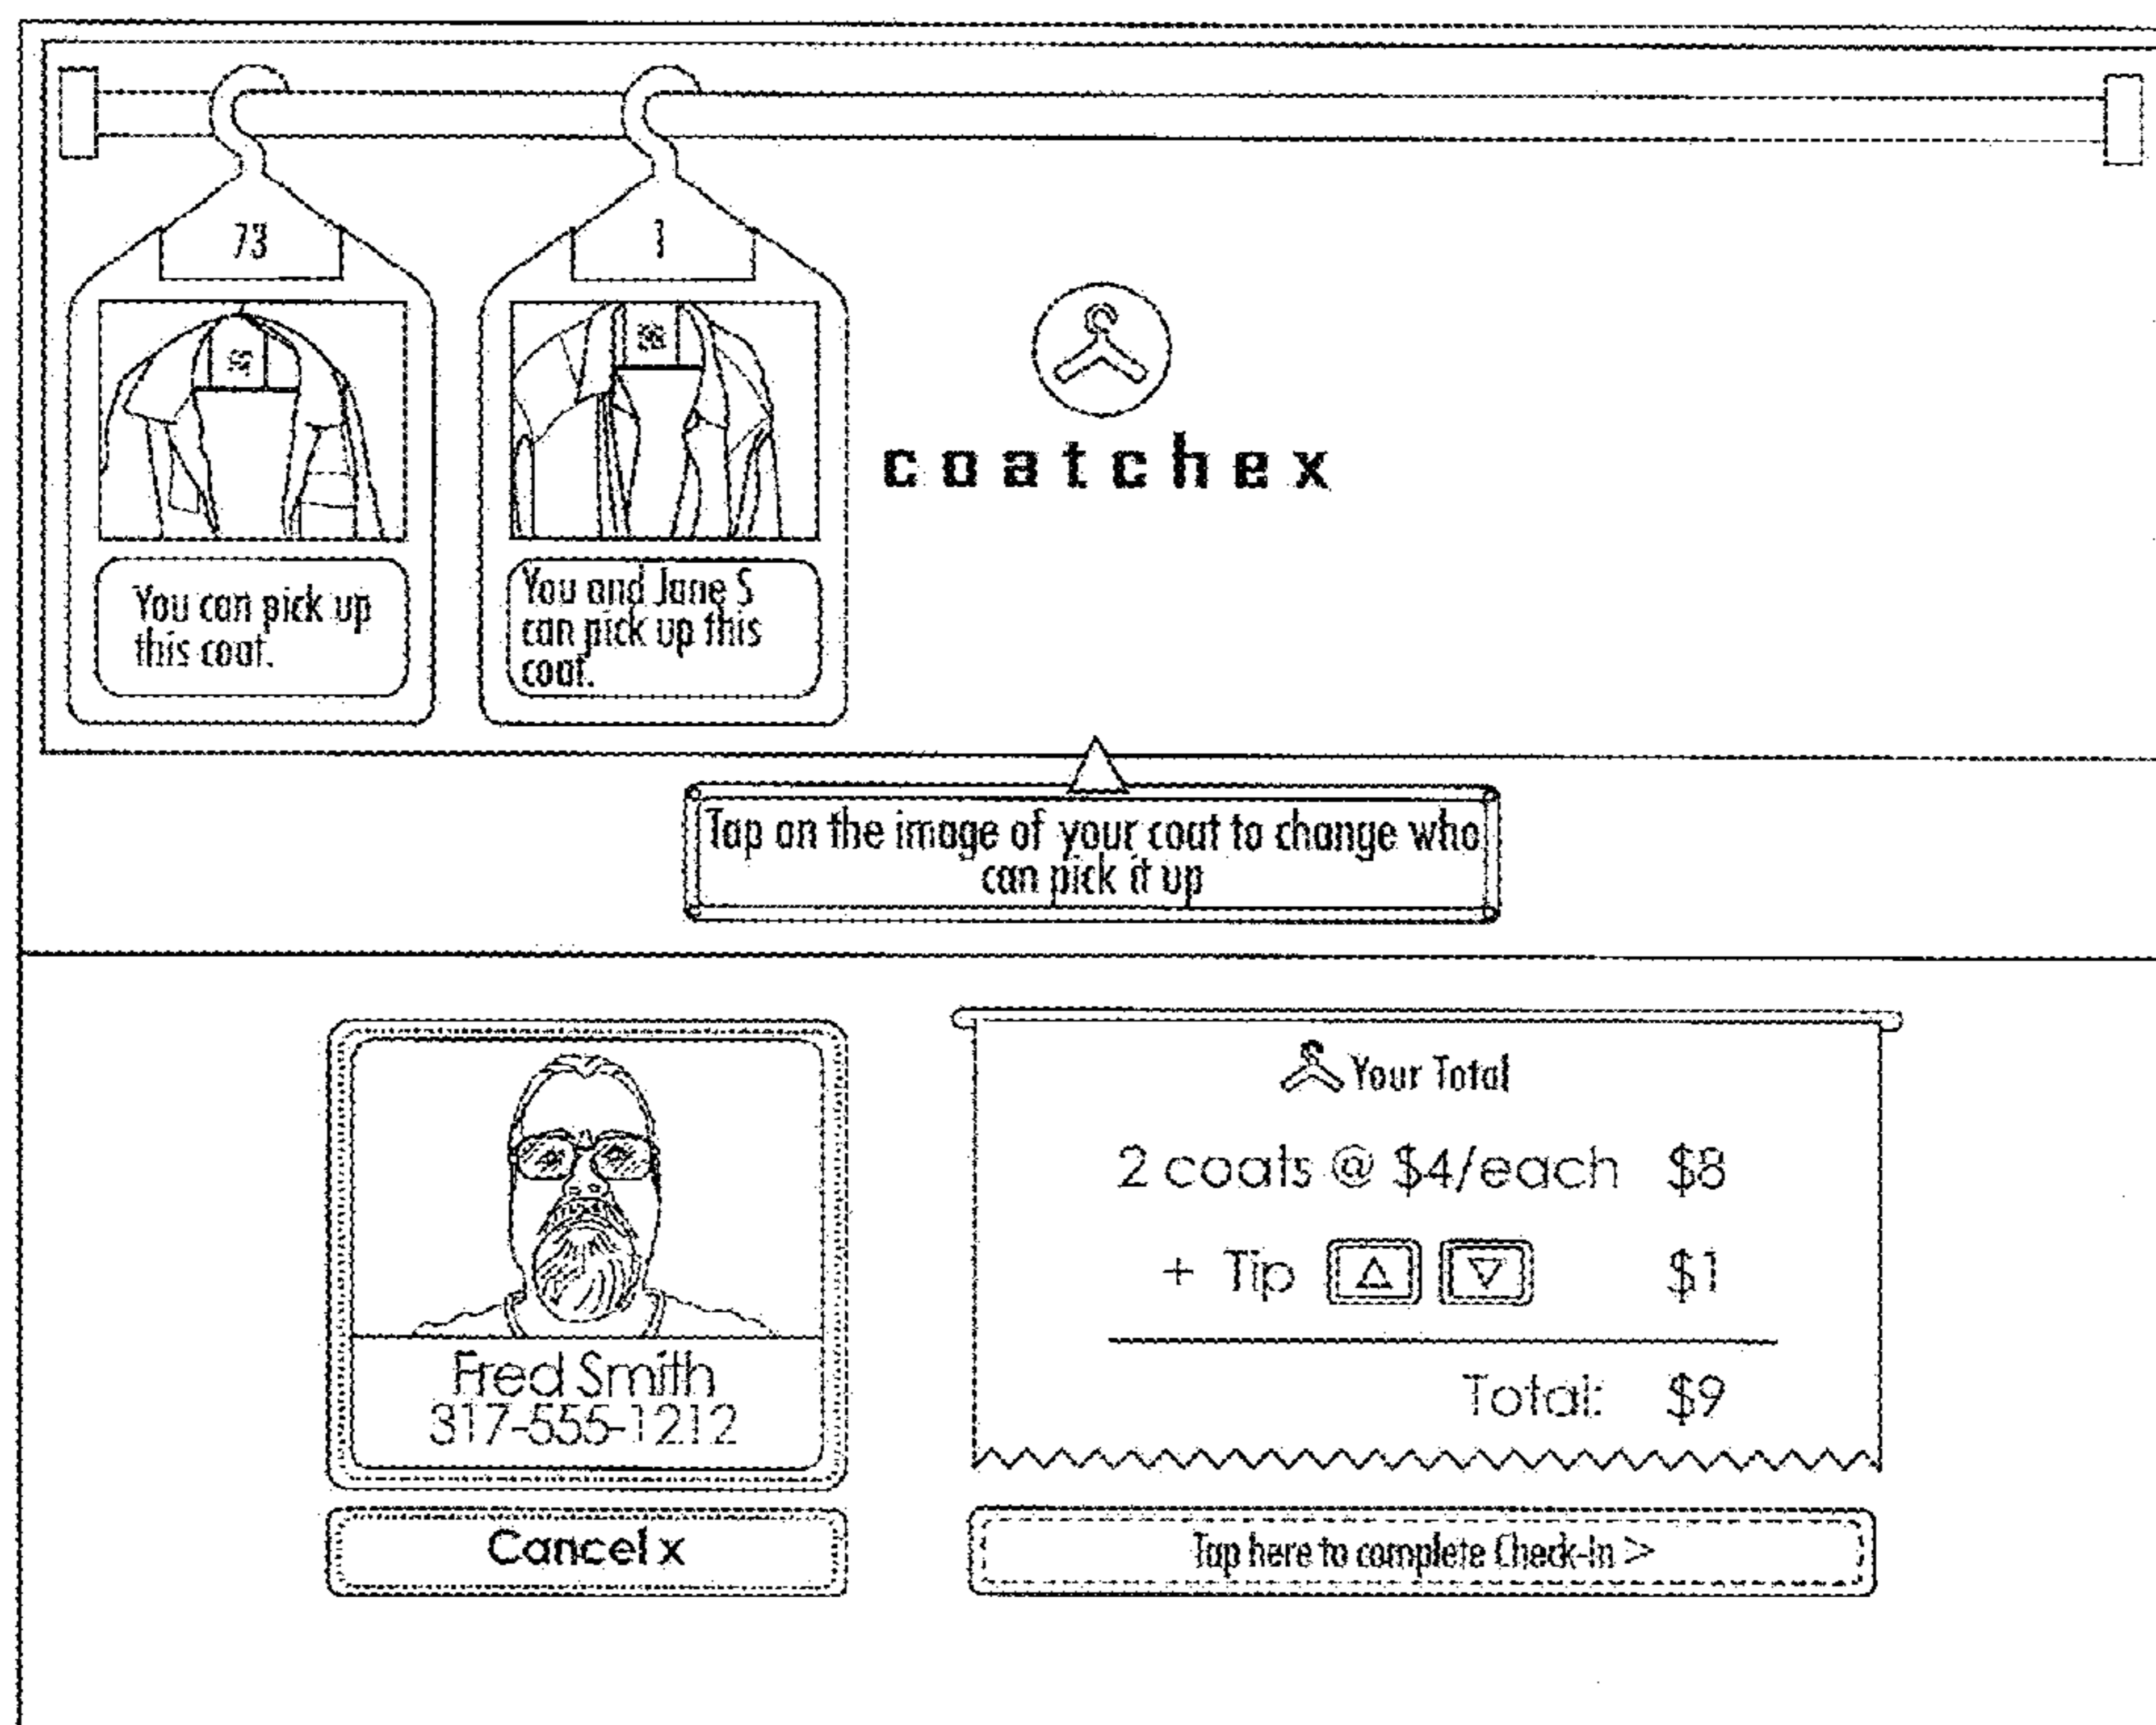 73
1
coatchex
You can pick up
this coat.
You and Jane S
can pick up this
coat.
Tap on the image of your coat to change who
can pick it up
Your Total
2 coats @ $4/each $8
+ Tip $1
Total: $9
Fred Smith
317-555-1212
Cancel x
Tap here to complete Check-In >